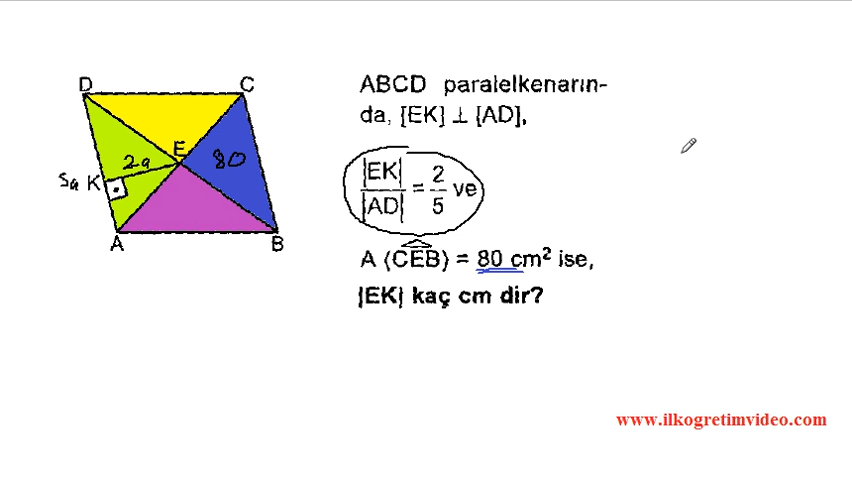 D
C
ABCD paralelkenarın-
da, [EK] ⊥ [AD],
E
2a
80
5a K
|EK|
|AD|
= 2
5
ve
A
B
A (CEB) = 80 cm² ise,
|EK| kaç cm dir?
www.ilkogretimvideo.com